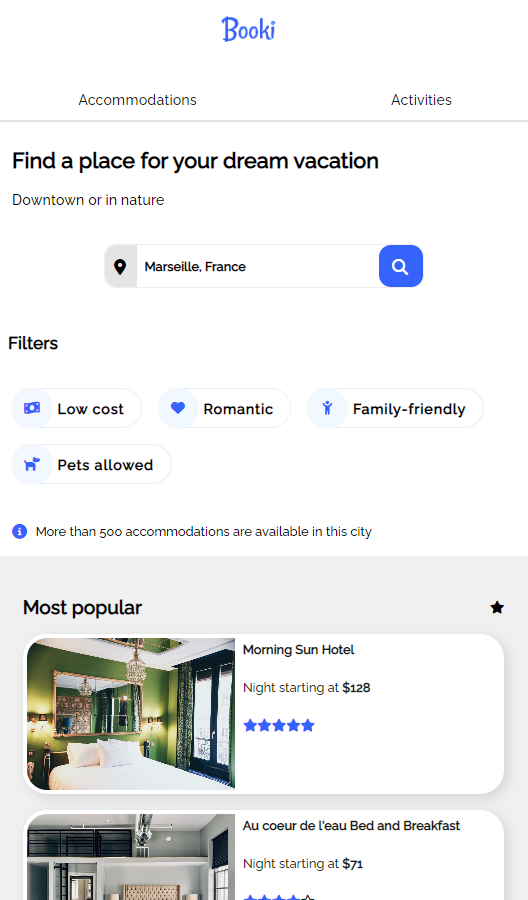 Booki
Accommodations Activities
Find a place for your dream vacation
Downtown or in nature
Marseille, France
Filters
Low cost Romantic Family-friendly
Pets allowed
More than 500 accommodations are available in this city
Most popular
Morning Sun Hotel
Night starting at $128
Au coeur de l'eau Bed and Breakfast
Night starting at $71